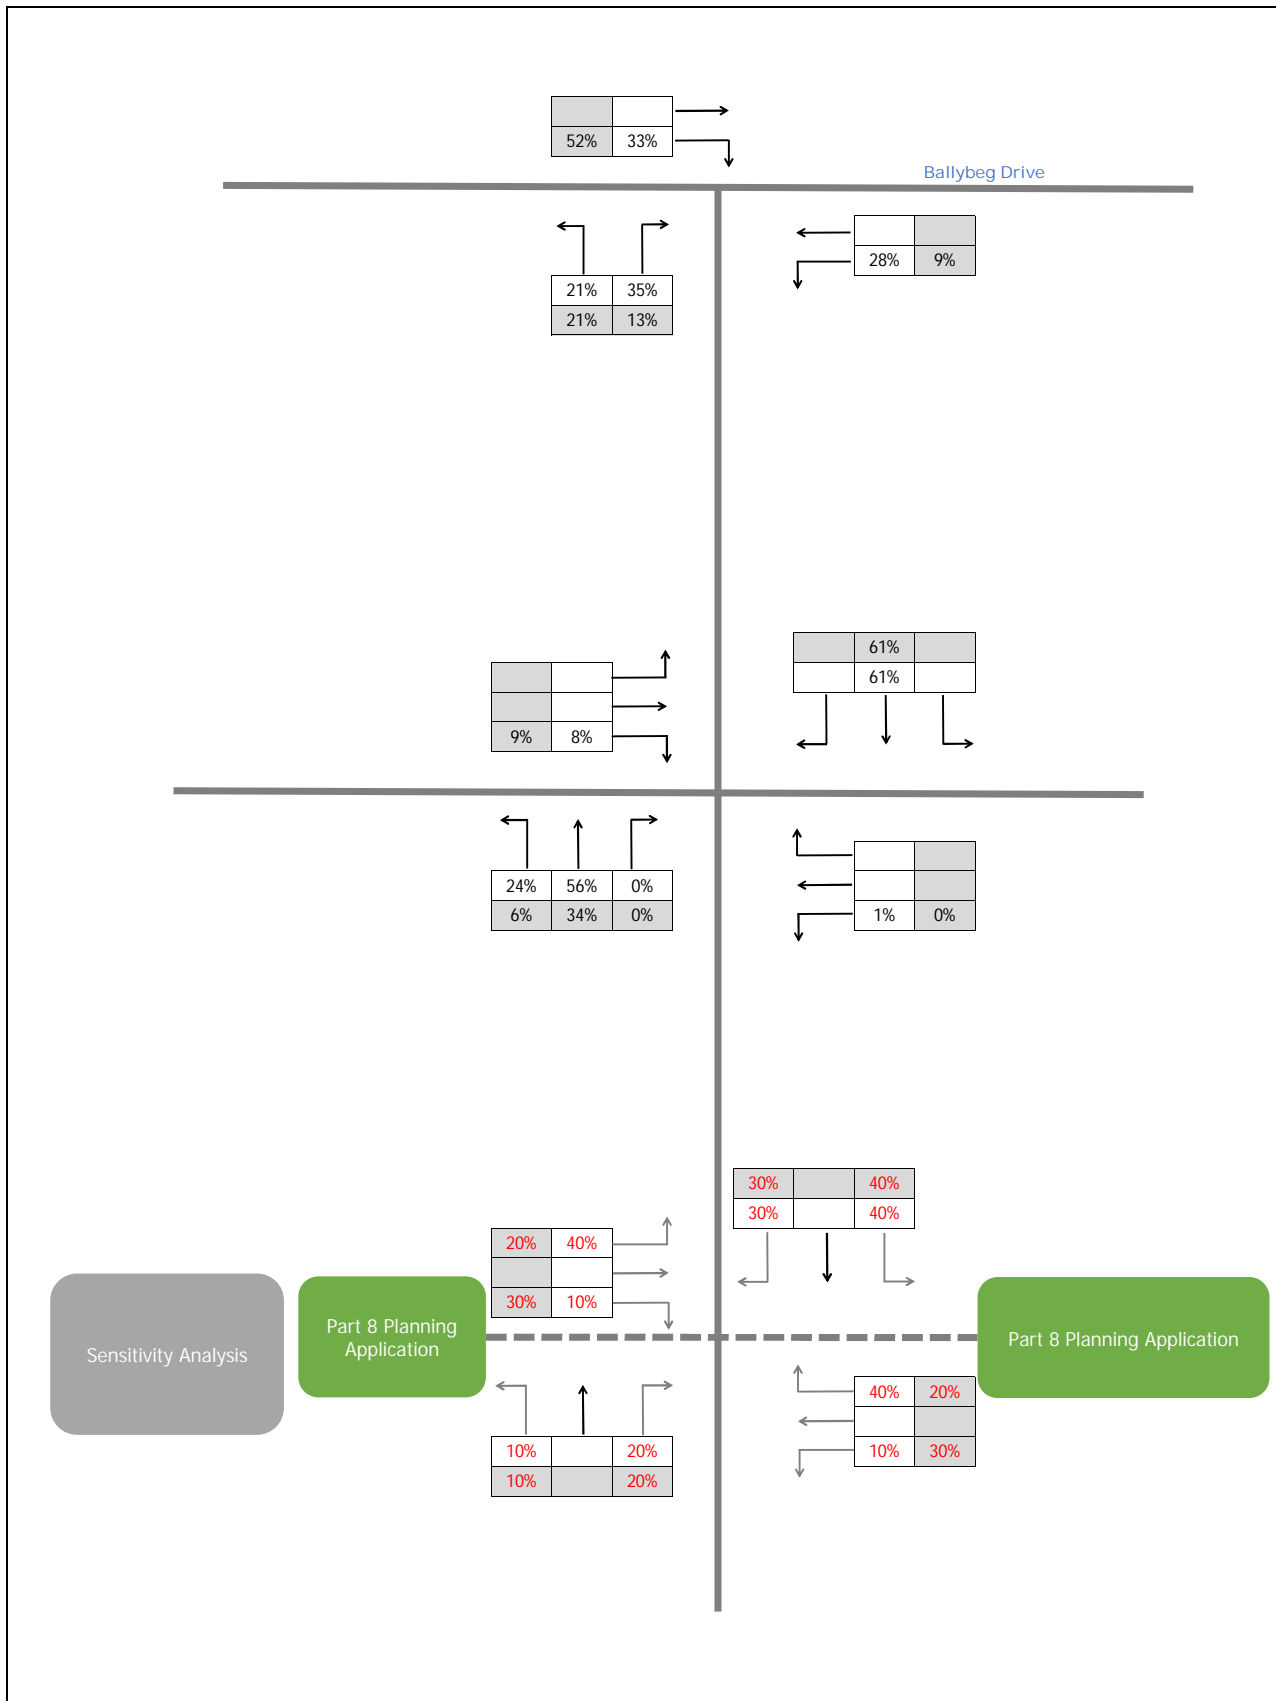 52% 33%
Ballybeg Drive
28% 9%
21% 35%
21% 13%
61%
61%
9% 8%
24% 56% 0%
6% 34% 0%
1% 0%
30% 40%
30% 40%
20% 40%
30% 10%
Sensitivity Analysis
Part 8 Planning
Application
Part 8 Planning Application
40% 20%
10% 30%
10% 20%
10% 20%